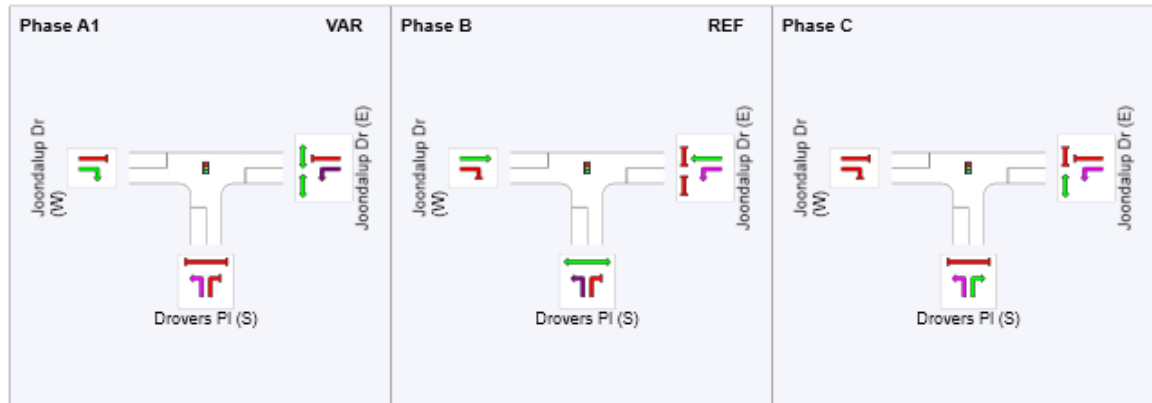 Phase A1 VAR
Joondalup Dr
(W)
Joondalup Dr (E)
Drovers Pl (S)
Phase B REF
Joondalup Dr
(W)
Joondalup Dr (E)
Drovers Pl (S)
Phase C
Joondalup Dr
(W)
Joondalup Dr (E)
Drovers Pl (S)